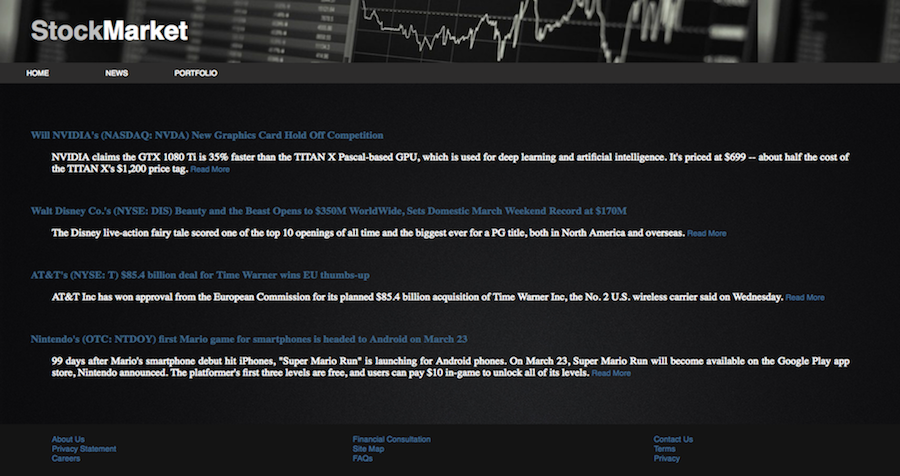 StockMarket
HOME NEWS PORTFOLIO
Will NVIDIA's (NASDAQ: NVDA) New Graphics Card Hold Off Competition
NVIDIA claims the GTX 1080 Ti is 35% faster than the TITAN X Pascal-based GPU, which is used for deep learning and artificial intelligence. It's priced at $699 -- about half the cost of
the TITAN X's $1,200 price tag. Read More
Walt Disney Co.'s (NYSE: DIS) Beauty and the Beast Opens to $350M WorldWide, Sets Domestic March Weekend Record at $170M
The Disney live-action fairy tale scored one of the top 10 openings of all time and the biggest ever for a PG title, both in North America and overseas. Read More
AT&T's (NYSE: T) $85.4 billion deal for Time Warner wins EU thumbs-up
AT&T Inc has won approval from the European Commission for its planned $85.4 billion acquisition of Time Warner Inc, the No. 2 U.S. wireless carrier said on Wednesday. Read More
Nintendo's (OTC: NTDOY) first Mario game for smartphones is headed to Android on March 23
99 days after Mario's smartphone debut hit iPhones, "Super Mario Run" is launching for Android phones. On March 23, Super Mario Run will become available on the Google Play app
store, Nintendo announced. The platformer's first three levels are free, and users can pay $10 in-game to unlock all of its levels. Read More
About Us Financial Consultation Contact Us
Privacy Statement Site Map Terms
Careers FAQs Privacy